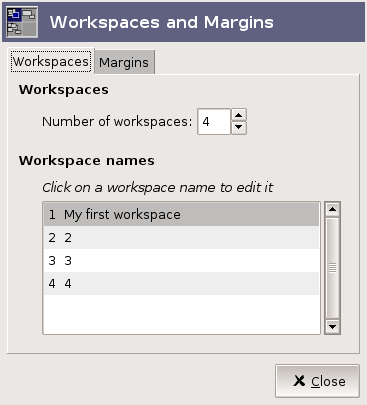 Workspaces and Margins
Workspaces Margins
Workspaces
Number of workspaces: 4
Workspace names
Click on a workspace name to edit it
1 My first workspace
2 2
3 3
4 4
Close